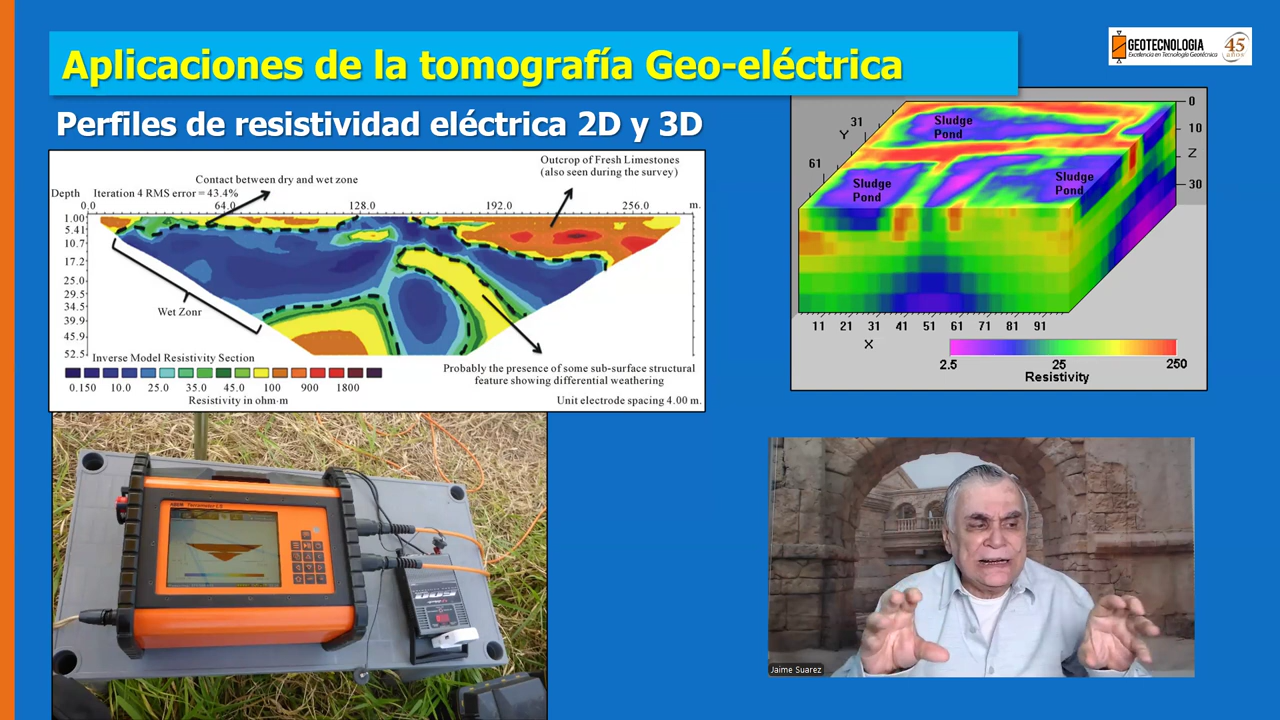 Aplicaciones de la tomografía Geo-eléctrica
GEOTECNOLOGIA
Excelencia en Tecnología Geotécnica
45
años
Perfiles de resistividad eléctrica 2D y 3D
Outcrop of Fresh Limestones
(also seen during the survey)
Contact between dry and wet zone
Depth Iteration 4 RMS error = 43.4%
0.0 64.0 128.0 192.0 256.0 m.
1.00
5.41
10.7
17.2
25.0
29.5
34.5
39.9
45.9
52.5
Wet Zonr
Inverse Model Resistivity Section
0.150 10.0 25.0 35.0 45.0 100 900 1800
Resistivity in ohm·m
Probably the presence of some sub-surface structural
feature showing differential weathering
Unit electrode spacing 4.00 m.
Y
31
61
Sludge
Pond
Sludge
Pond
Sludge
Pond
0
10
Z
30
11 21 31 41 51 61 71 81 91
X
2.5 25 250
Resistivity
ABEM Terrameter LS
Jaime Suarez